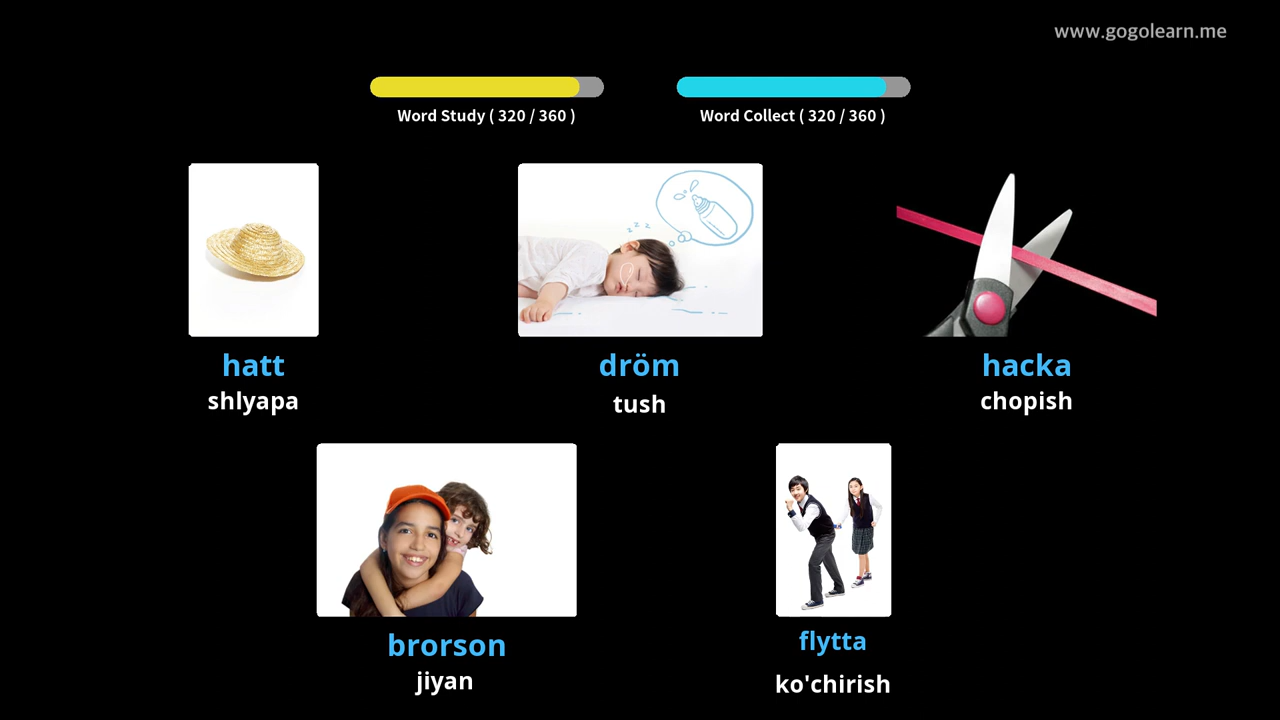 www.gogolearn.me
Word Study ( 320 / 360 )
Word Collect ( 320 / 360 )
hatt
shlyapa
dröm
tush
hacka
chopish
brorson
jiyan
flytta
ko'chirish